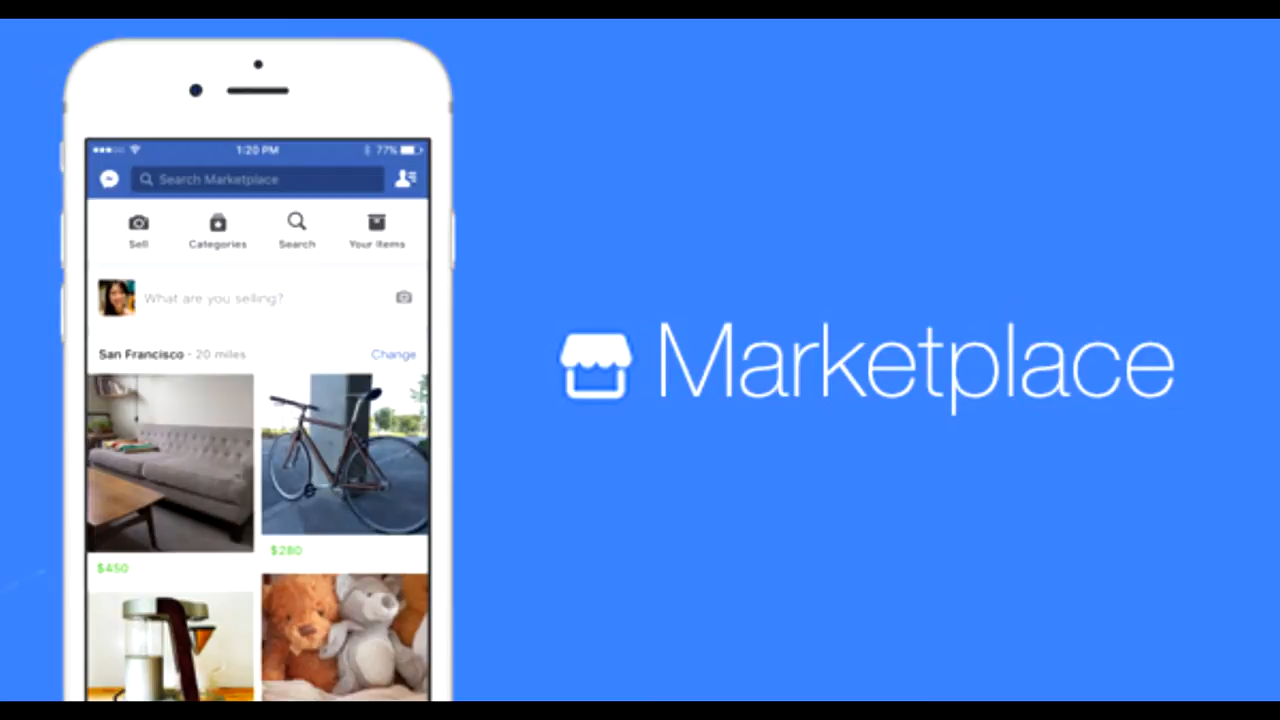 1:20 PM
77%
Search Marketplace
Sell
Categories
Search
Your Items
What are you selling?
San Francisco - 20 miles
Change
$450
$280
Marketplace